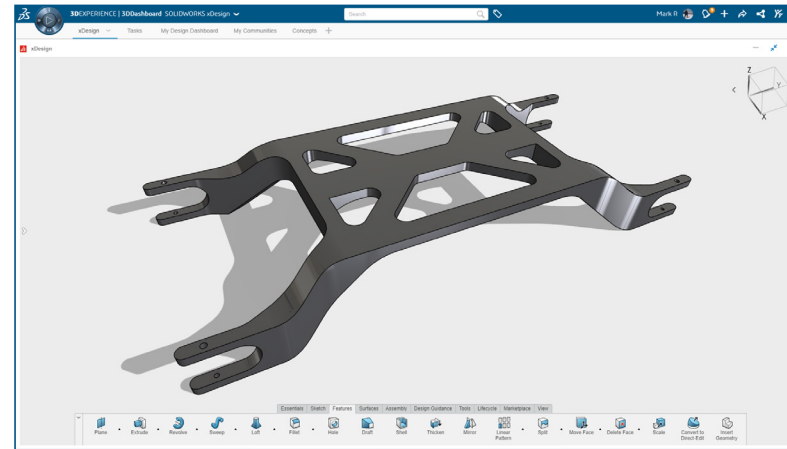 3DEXPERIENCE | 3DDashboard SOLIDWORKS xDesign
Search
Mark R
xDesign
Tasks
My Design Dashboard
My Communities
Concepts
xDesign
Z
Y
X
Essentials Sketch Features Surfaces Assembly Design Guidance Tools Lifecycle Marketplace View
Plane Extrude Revolve Sweep Loft Fillet Hole Draft Shell Thicken Mirror Linear Pattern Split Move Face Delete Face Scale Convert to Direct Edit Insert Geometry